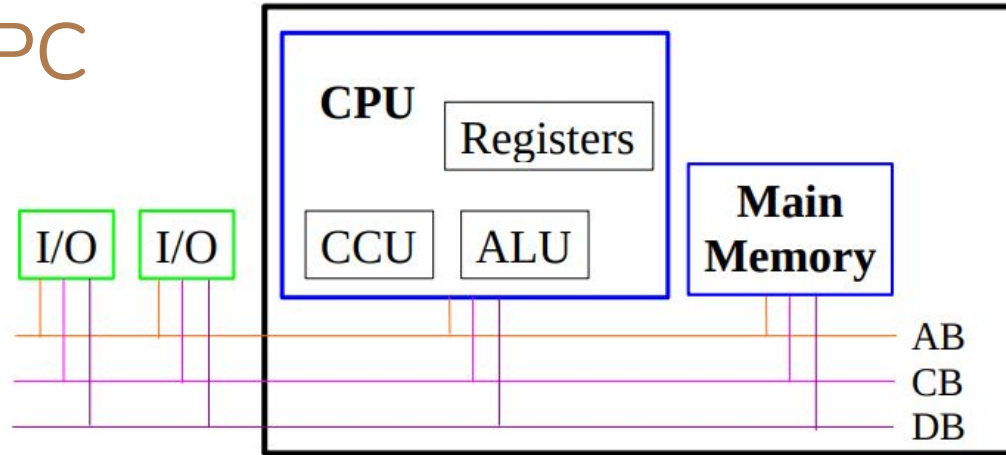 PC
CPU
Registers
I/O
I/O
CCU
ALU
Main
Memory
AB
CB
DB